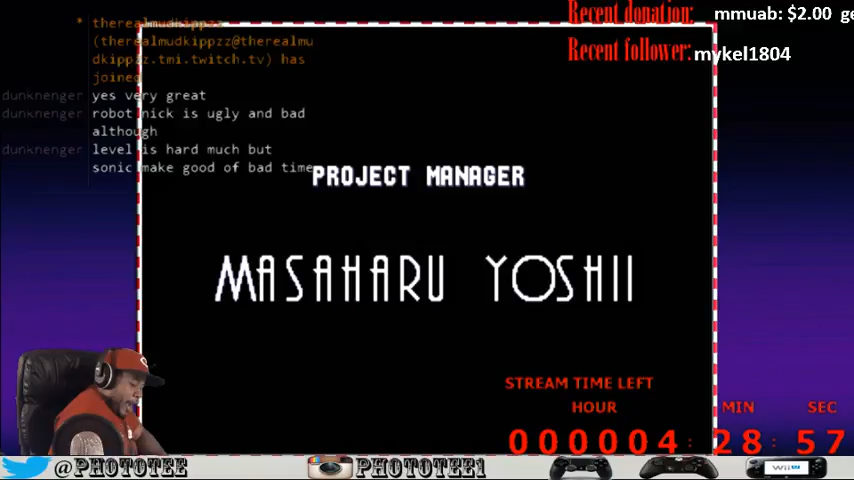 * therealmudkippzz
(therealmudkippzz@therealmu
dkippzz.tmi.twitch.tv) has
joined
dunknenger yes very great
dunknenger robot nick is ugly and bad
although
dunknenger level is hard much but
sonic make good of bad time
Recent donation: mmuab: $2.00 ge
Recent follower: mykel1804
PROJECT MANAGER
MASAHARU YOSHII
STREAM TIME LEFT
HOUR MIN SEC
000004: 28: 57
@PHOTOTEE
PHOTOTEE1
WiiU